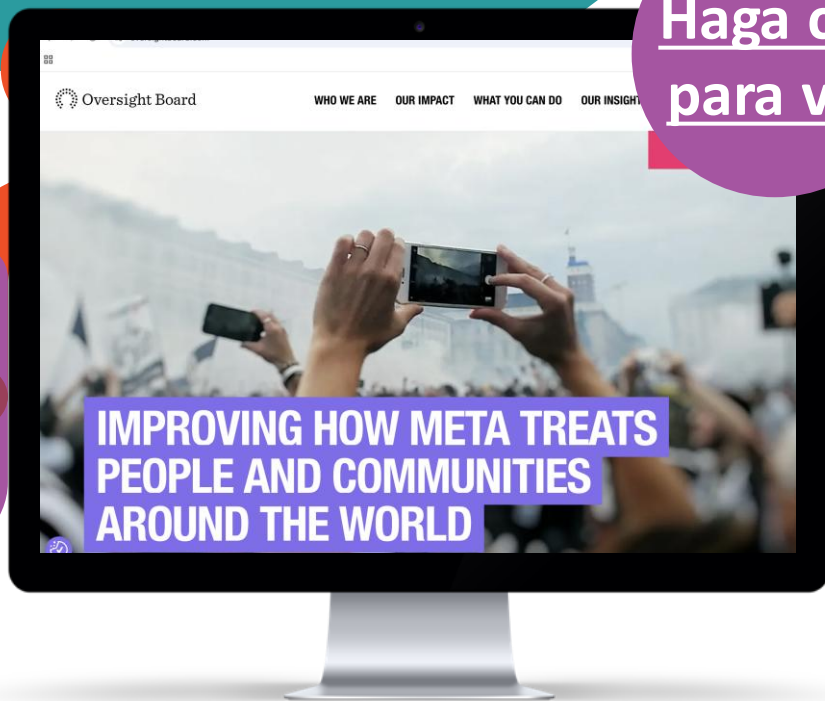 Haga
para
Oversight Board
WHO WE ARE OUR IMPACT WHAT YOU CAN DO OUR INSIGHT
IMPROVING HOW META TREATS
PEOPLE AND COMMUNITIES
AROUND THE WORLD